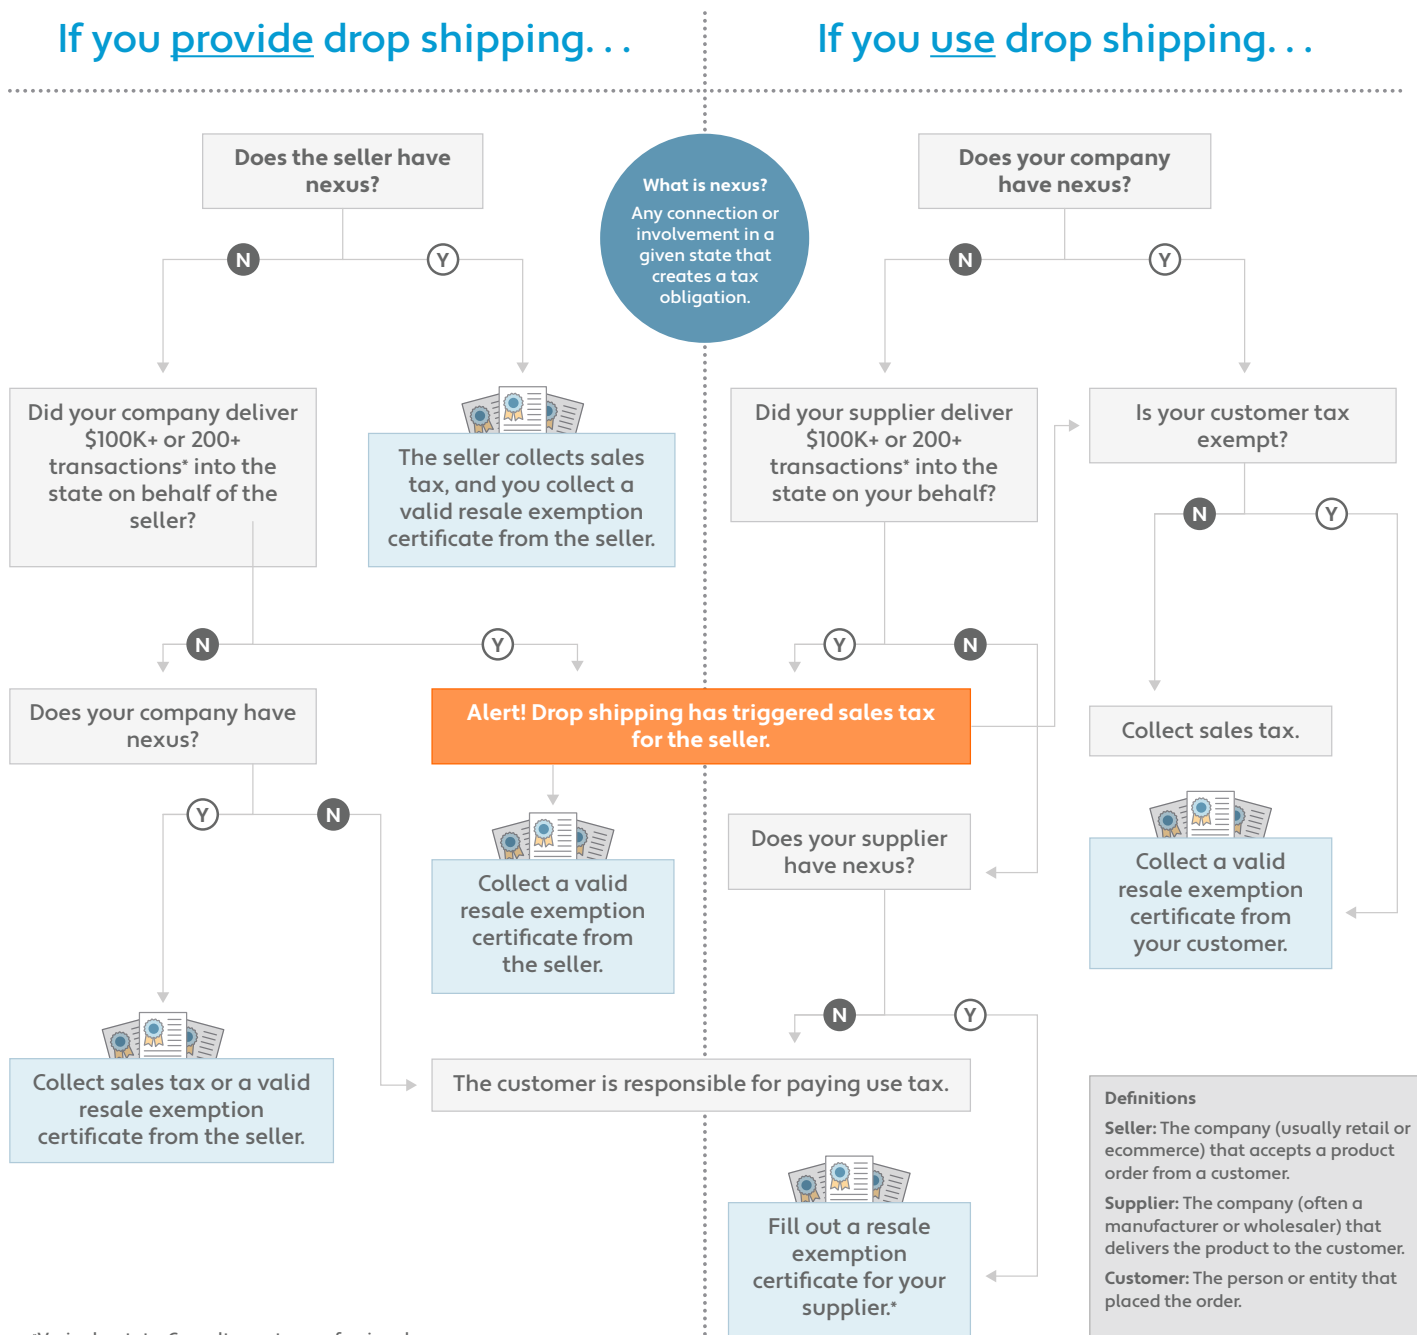 If you provide drop shipping. . .
If you use drop shipping. . .
Does the seller have
nexus?
N
Y
What is nexus?
Any connection or
involvement in a
given state that
creates a tax
obligation.
Does your company
have nexus?
N
Y
Did your company deliver
$100K+ or 200+
transactions* into the
state on behalf of the
seller?
The seller collects sales
tax, and you collect a
valid resale exemption
certificate from the seller.
Did your supplier deliver
$100K+ or 200+
transactions* into the
state on your behalf?
Is your customer tax
exempt?
N
Y
N
Y
Y
N
Does your company have
nexus?
Alert! Drop shipping has triggered sales tax
for the seller.
Collect sales tax.
Y
N
Collect a valid
resale exemption
certificate from
the seller.
Does your supplier
have nexus?
Collect a valid
resale exemption
certificate from
your customer.
N
Y
Collect sales tax or a valid
resale exemption
certificate from the seller.
The customer is responsible for paying use tax.
Fill out a resale
exemption
certificate for your
supplier.*
Definitions
Seller: The company (usually retail or
ecommerce) that accepts a product
order from a customer.
Supplier: The company (often a
manufacturer or wholesaler) that
delivers the product to the customer.
Customer: The person or entity that
placed the order.